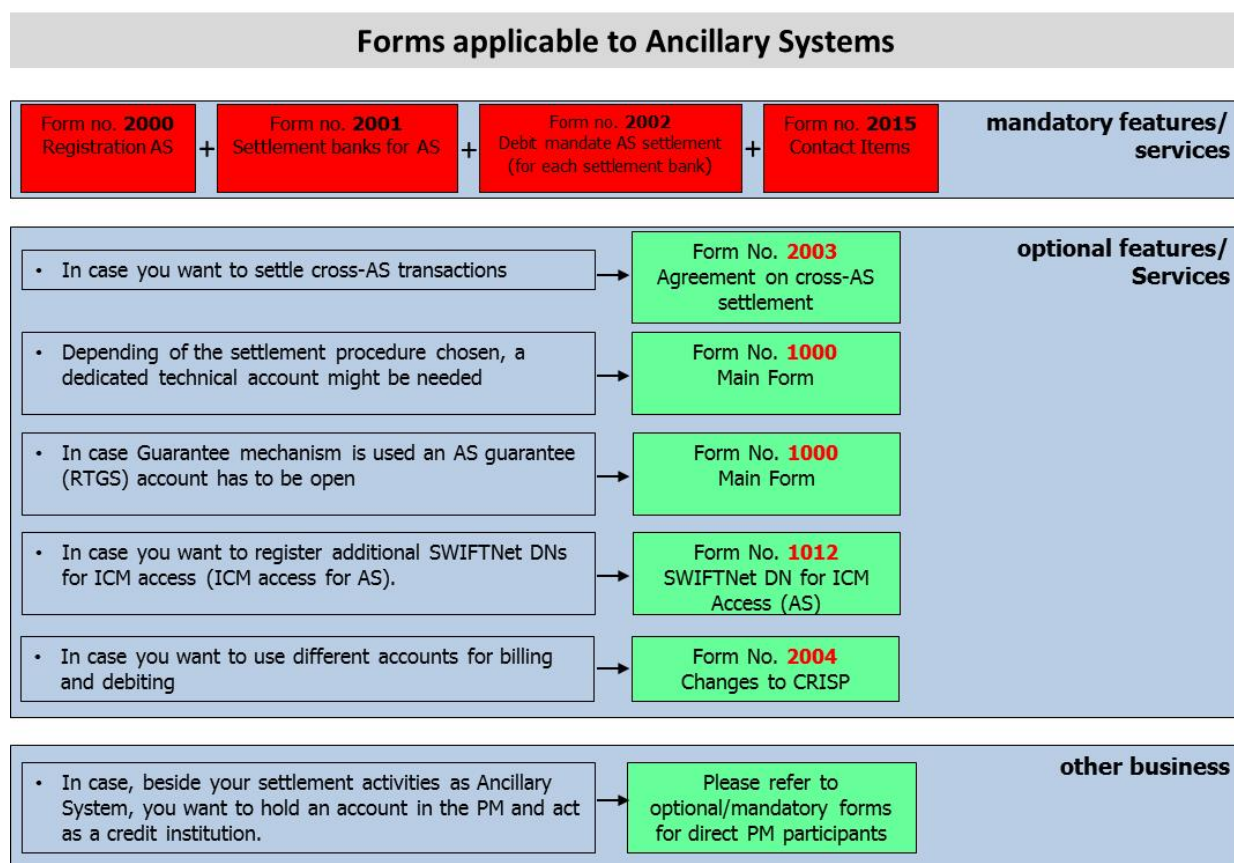 Forms applicable to Ancillary Systems
Form no. 2000
Registration AS
+
Form no. 2001
Settlement banks for AS
+
Form no. 2002
Debit mandate AS settlement
(for each settlement bank)
+
Form no. 2015
Contact Items
mandatory features/
services
optional features/
Services
• In case you want to settle cross-AS transactions
Form No. 2003
Agreement on cross-AS
settlement
• Depending of the settlement procedure chosen, a
dedicated technical account might be needed
Form No. 1000
Main Form
• In case Guarantee mechanism is used an AS guarantee
(RTGS) account has to be open
Form No. 1000
Main Form
• In case you want to register additional SWIFTNet DNs
for ICM access (ICM access for AS).
Form No. 1012
SWIFTNet DN for ICM
Access (AS)
• In case you want to use different accounts for billing
and debiting
Form No. 2004
Changes to CRISP
other business
• In case, beside your settlement activities as Ancillary
System, you want to hold an account in the PM and act
as a credit institution.
Please refer to
optional/mandatory forms
for direct PM participants